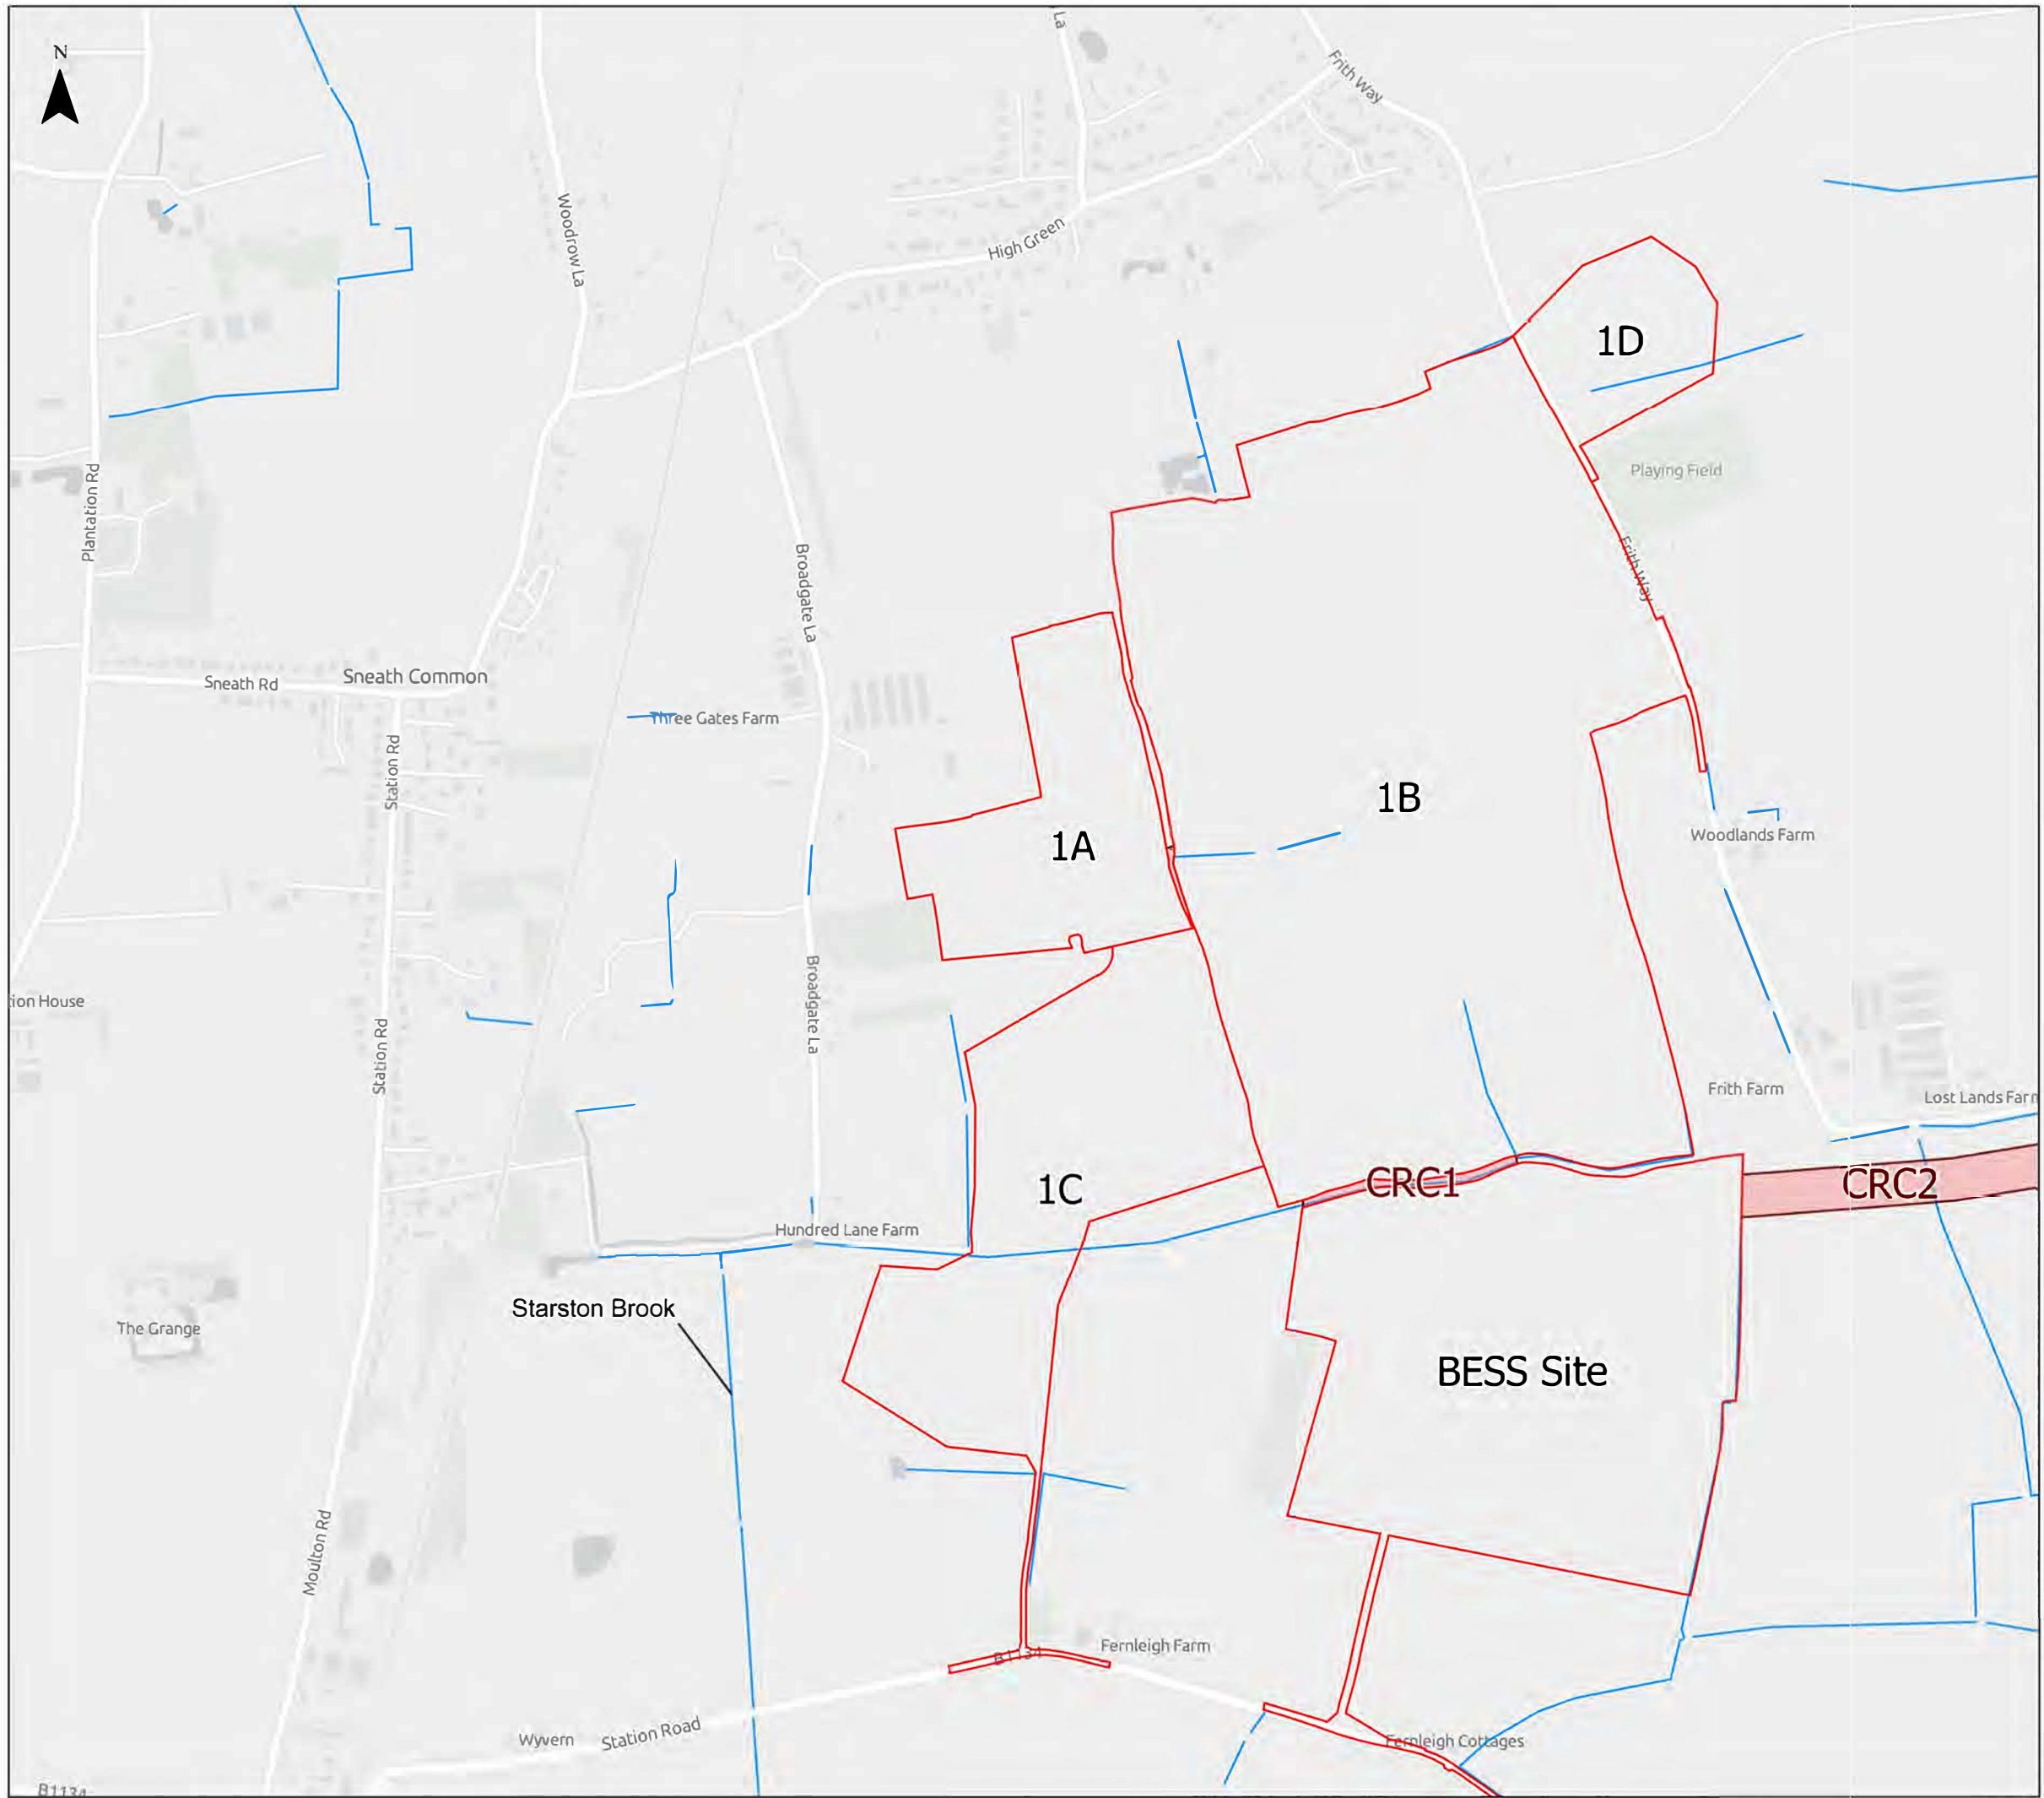 N
La
Frith Way
Woodrow La
High Green
1D
Plantation Rd
Playing Field
Broadgate La
Frith Way
Sneath Common
Sneath Rd
Three Gates Farm
Station Rd
1B
1A
Woodlands Farm
tion House
Broadgate La
Station Rd
Frith Farm
Lost Lands Farm
1C
CRC1
CRC2
Hundred Lane Farm
Starston Brook
The Grange
BESS Site
Moulton Rd
B1134
Fernleigh Farm
Wyvern
Station Road
Fernleigh Cottages
B1134